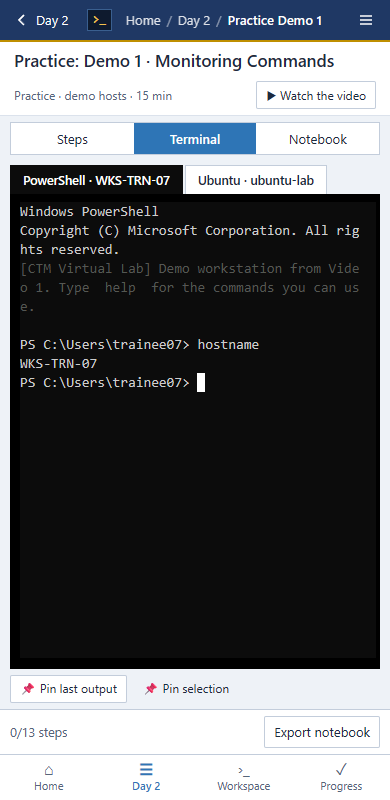 Day 2
>_
Home / Day 2 / Practice Demo 1
Practice: Demo 1 · Monitoring Commands
Practice · demo hosts · 15 min
Watch the video
Steps
Terminal
Notebook
PowerShell · WKS-TRN-07
Ubuntu · ubuntu-lab
Windows PowerShell
Copyright (C) Microsoft Corporation. All rig
hts reserved.
[CTM Virtual Lab] Demo workstation from Vide
o 1. Type  help  for the commands you can us
e.
PS C:\Users\trainee07> hostname
WKS-TRN-07
PS C:\Users\trainee07>
Pin last output
Pin selection
0/13 steps
Export notebook
Home
Day 2
>_
Workspace
Progress